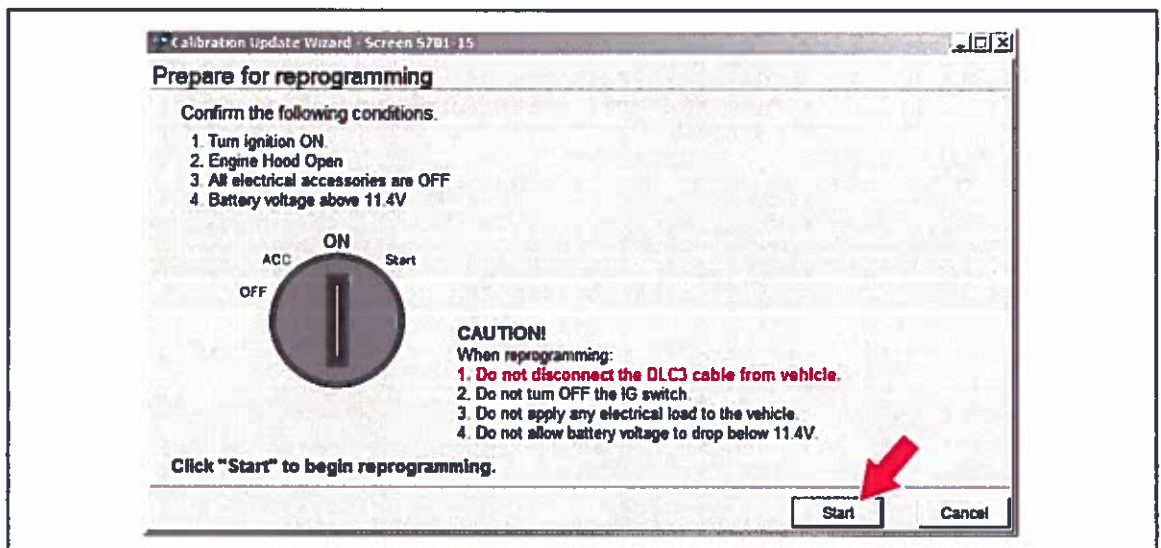 Calibration Update Wizard - Screen S701-15
Prepare for reprogramming
Confirm the following conditions.
1. Turn ignition ON.
2. Engine Hood Open
3. All electrical accessories are OFF
4. Battery voltage above 11.4V
ON
ACC
Start
OFF
CAUTION!
When reprogramming:
1. Do not disconnect the DLC3 cable from vehicle.
2. Do not turn OFF the IG switch.
3. Do not apply any electrical load to the vehicle.
4. Do not allow battery voltage to drop below 11.4V.
Click "Start" to begin reprogramming.
Start
Cancel